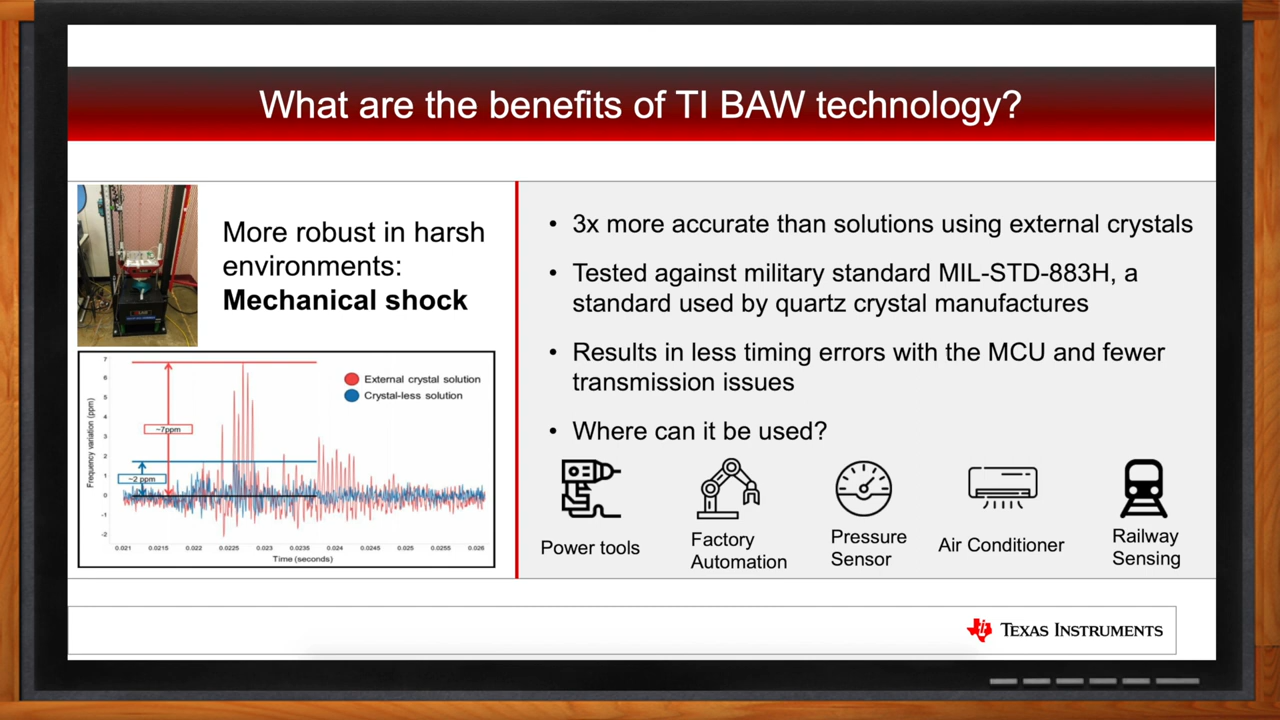 What are the benefits of TI BAW technology?
More robust in harsh
environments:
Mechanical shock
7
6
5
4
3
2
1
0
-1
-2
Frequency variation (ppm)
External crystal solution
Crystal-less solution
~7ppm
~2 ppm
0.021 0.0215 0.022 0.0225 0.023 0.0235 0.024 0.0245 0.025 0.0255 0.026
Time (seconds)
• 3x more accurate than solutions using external crystals
• Tested against military standard MIL-STD-883H, a
standard used by quartz crystal manufactures
• Results in less timing errors with the MCU and fewer
transmission issues
• Where can it be used?
Power tools
Factory
Automation
Pressure
Sensor
Air Conditioner
Railway
Sensing
TEXAS INSTRUMENTS